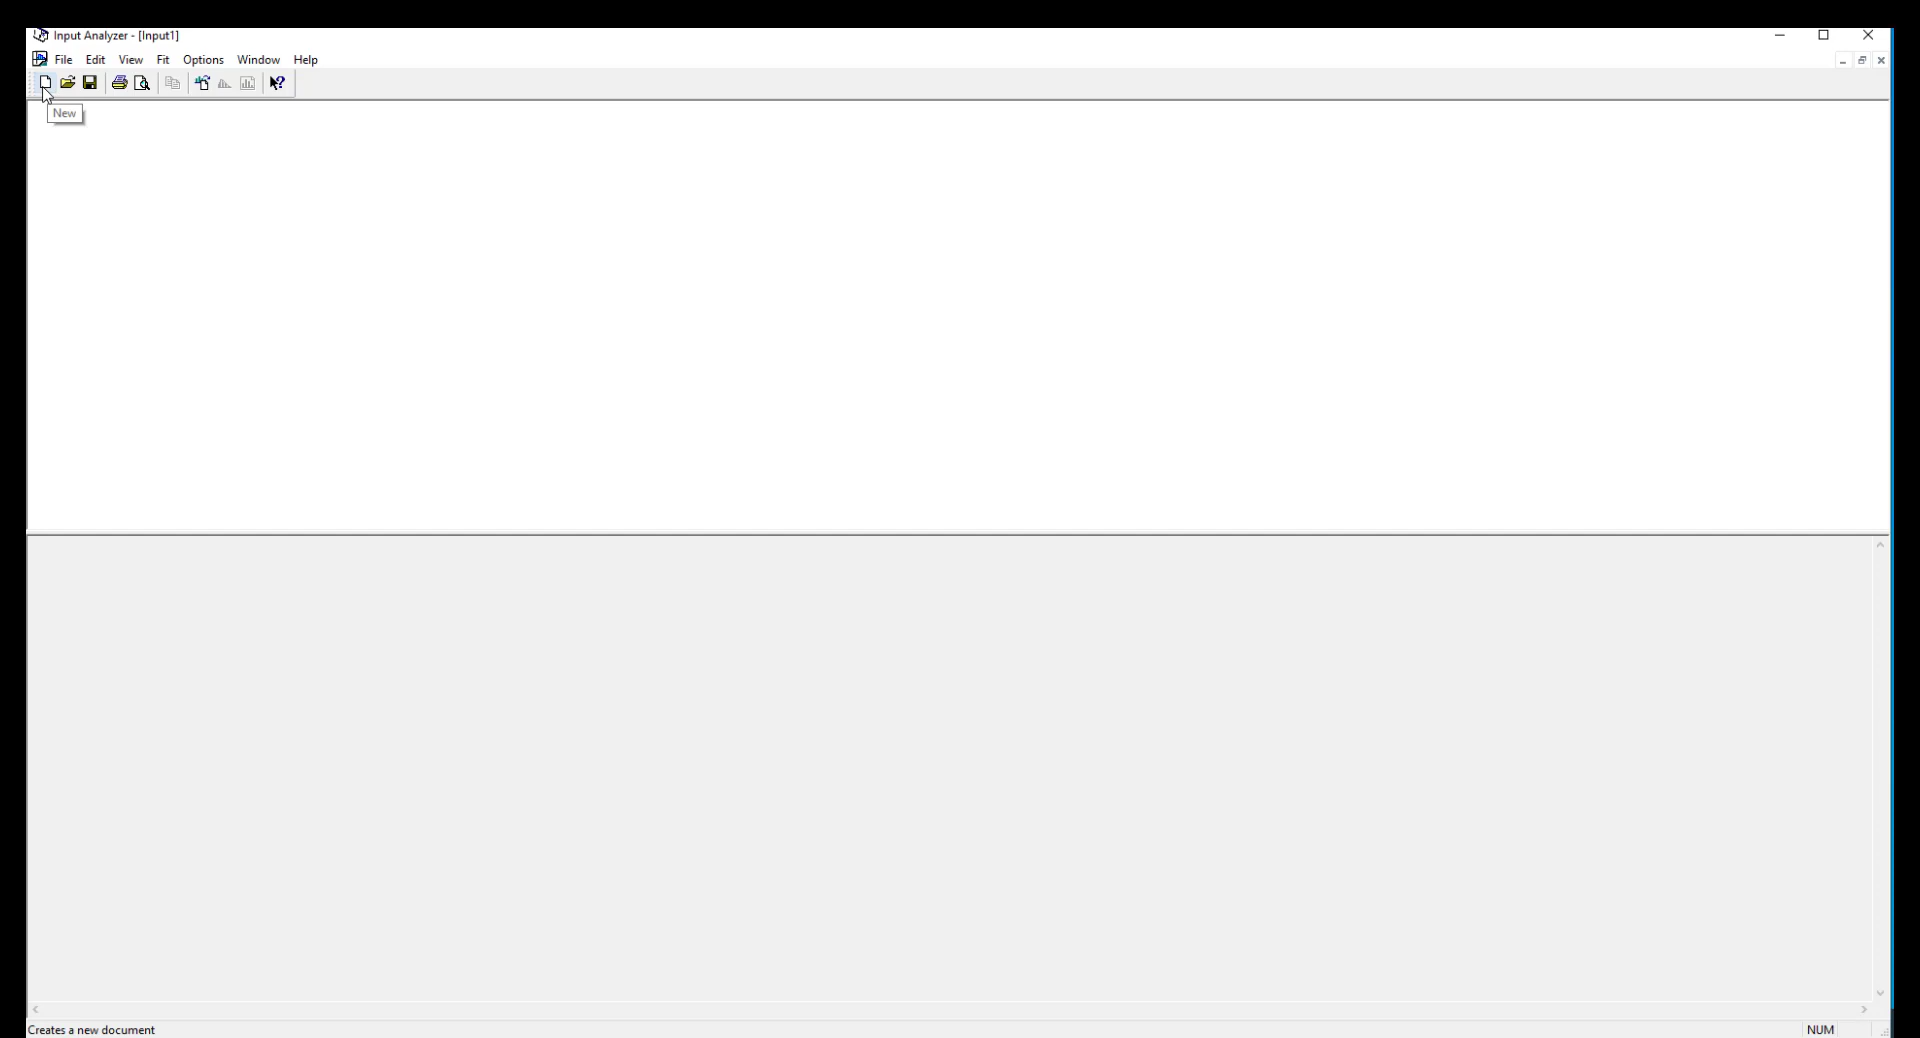 Input Analyzer - [Input1]
File Edit View Fit Options Window Help
New
Creates a new document
NUM